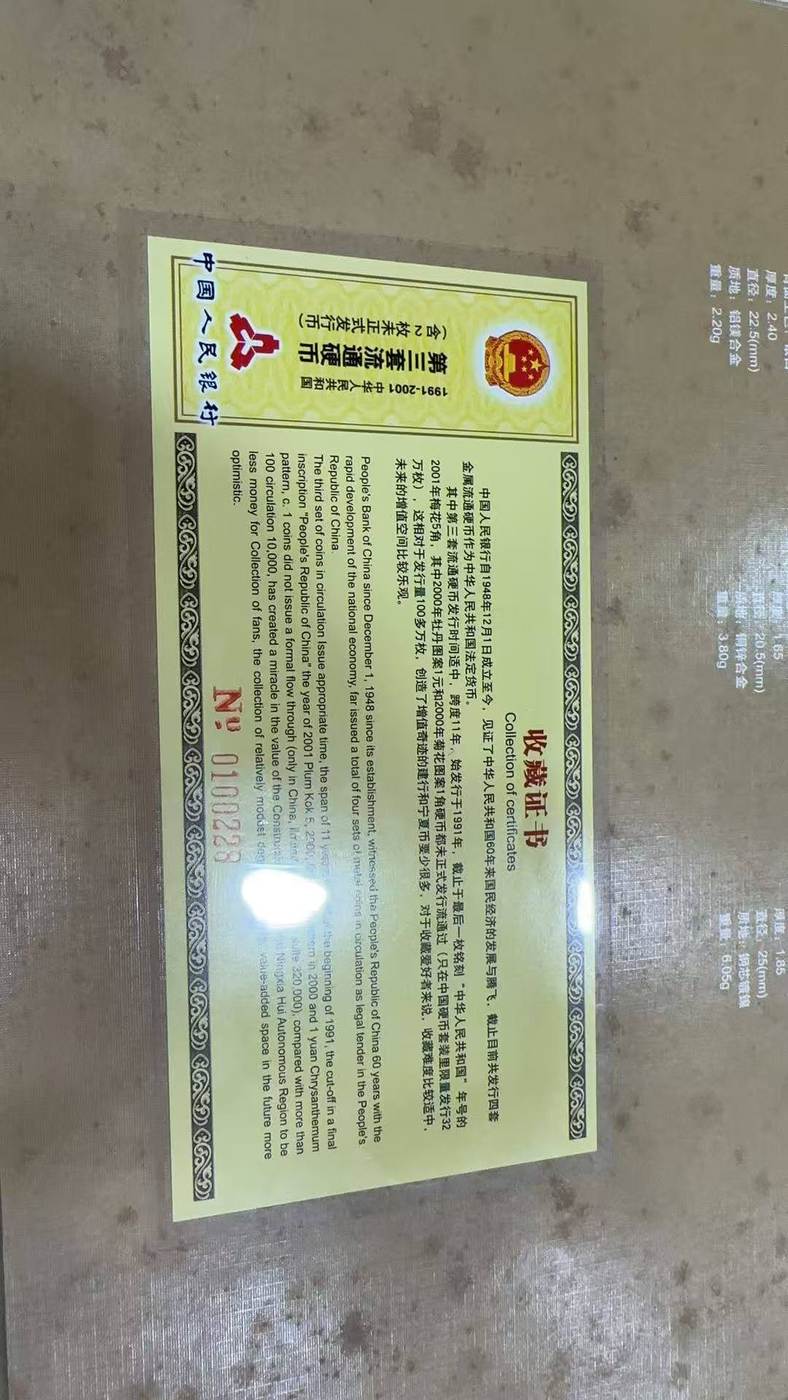 中国人民银行
1991-2001 中华人民共和国
第三套流通硬币
(含2枚未正式发行币)
收藏证书
Collection of certificates
中国人民银行自1948年12月1日成立至今，见证了中华人民共和国60年来国民经济的发展与腾飞，截止目前共发行四套
金属流通硬币作为中华人民共和国法定货币。
其中第三套流通硬币发行时间适中，跨度11年，始发行于1991年，截止于最后一枚铭刻“中华人民共和国”年号的
2001年梅花5角，其中2000年牡丹图案1元和2000年菊花图案1角硬币都未正式发行流通过（只在中国硬币套装里限量发行32
万枚），这相对于发行量100多万枚，创造了增值奇迹的建行和宁夏币要少很多，对于收藏爱好者来说，收藏难度比较适中，
未来的增值空间比较乐观。
People's Bank of China since December 1, 1948 since its establishment, witnessed the People's Republic of China 60 years with the
rapid development of the national economy, far issued a total of four sets of metal coins in circulation as legal tender in the People's
Republic of China.
The third set of coins in circulation Issue appropriate time, the span of 11 the beginning of 1991, the cut-off in a final
inscription "People's Republic of China" the year of 2001 Plum Kok 5, in 2000 and 1 yuan Chrysanthemum
pattern, c. 1 coins did not issue a formal flow through (only in China, suite 320,000), compared with more than
100 circulation 10,000, has created a miracle in the value of the Ningxia Hui Autonomous Region to be
less money for Collection of fans, the collection of relatively modest value-added space in the future more
optimistic.
No 0100228
厚度：2.40
直径：22.5(mm)
质地：铝镁合金
重量：2.20g
1.65
20.5(mm)
铜锌合金
重量：3.80g
厚度：1.85
直径：25(mm)
质地：钢芯镀镍
重量：6.05g